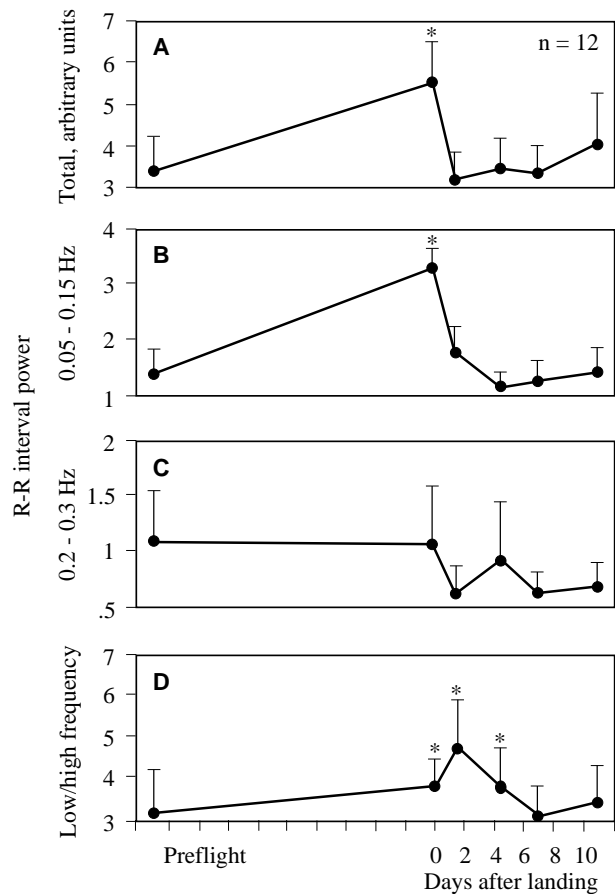 R-R interval power
Total, arbitrary units
7
6
5
4
3
A
*
n = 12
0.05 - 0.15 Hz
4
3
2
1
B
*
0.2 - 0.3 Hz
2
1.5
1
.5
C
Low/high frequency
7
6
5
4
3
D
* * *
Preflight 0 2 4 6 8 10
Days after landing